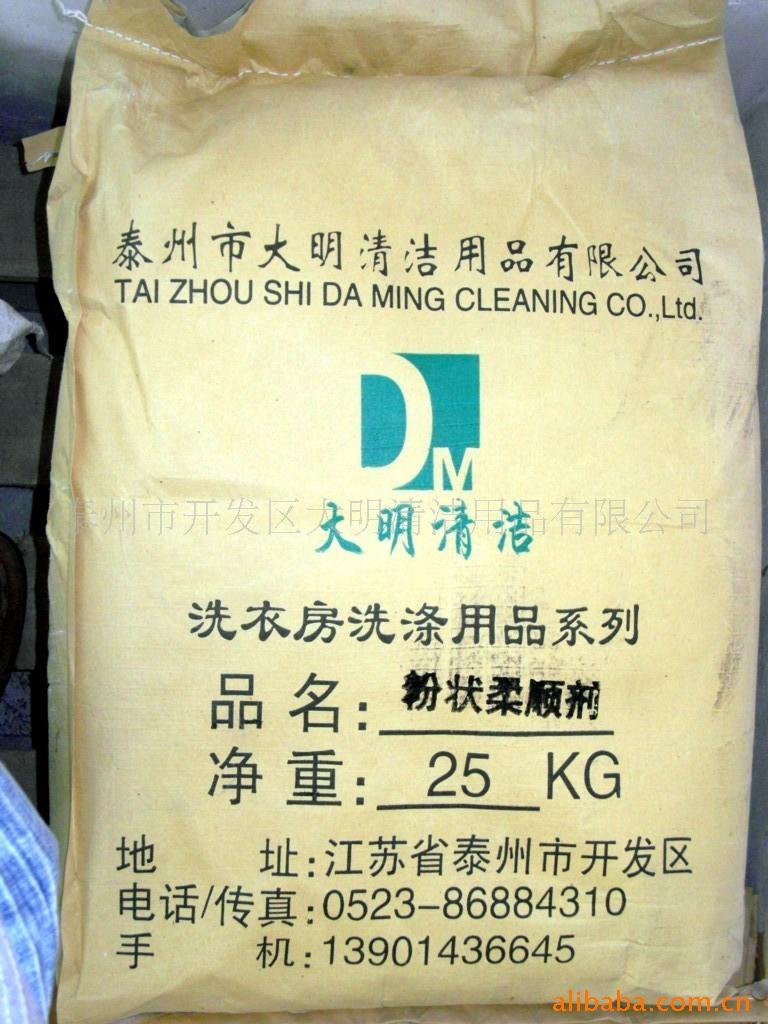 泰州市大明清洁用品有限公司
TAI ZHOU SHI DA MING CLEANING CO.,Ltd.
DM
泰州市开发区大明清洁用品有限公司
大明清洁
洗衣房洗涤用品系列
品名:粉状柔顺剂
净重:25 KG
地址:江苏省泰州市开发区
电话/传真:0523-86884310
手机:13901436645
alibaba.com.cn